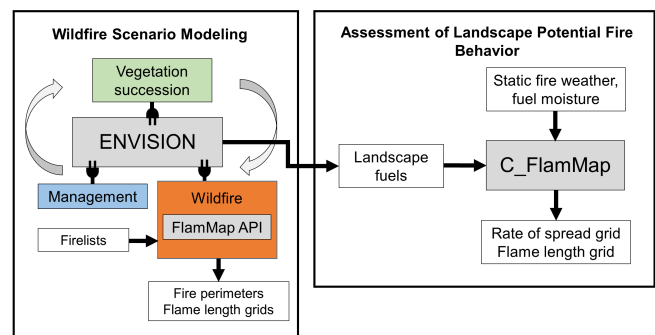 Wildfire Scenario Modeling
Vegetation
succession
ENVISION
Management
Wildfire
FlamMap API
Firelists
Fire perimeters
Flame length grids
Assessment of Landscape Potential Fire
Behavior
Static fire weather,
fuel moisture
Landscape
fuels
C_FlamMap
Rate of spread grid
Flame length grid